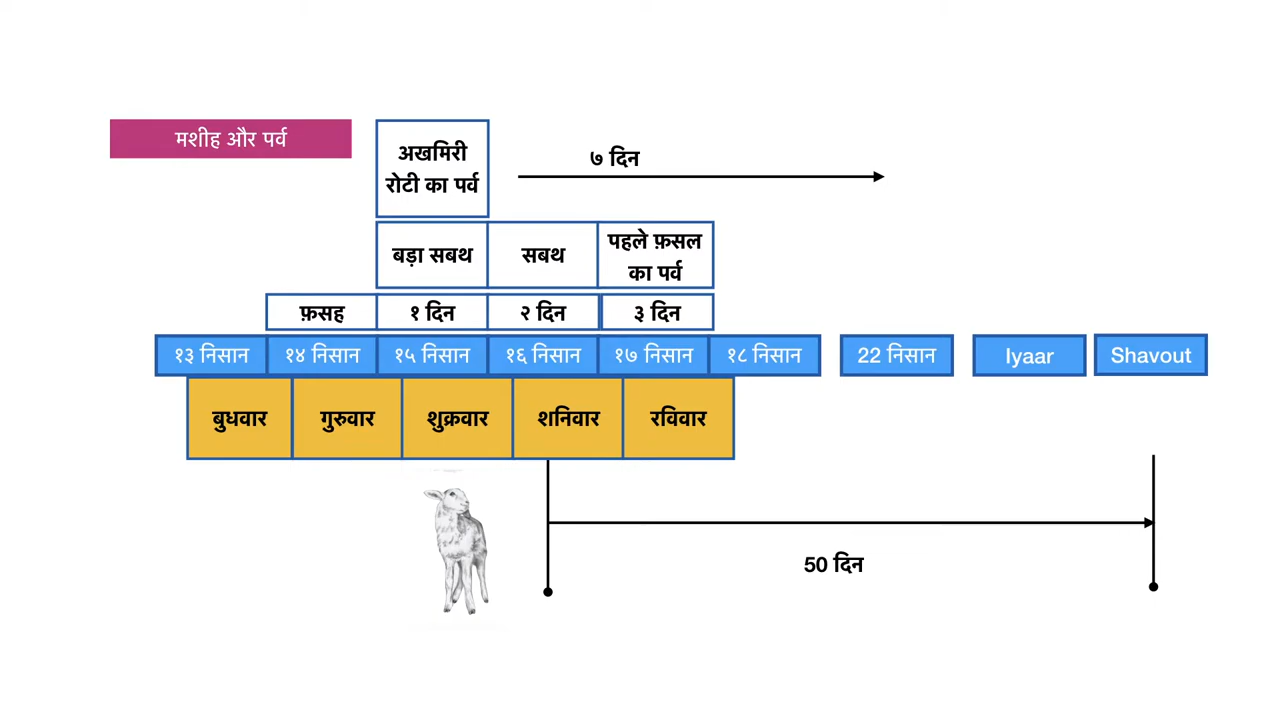 मशीह और पर्व
अखमिरी
रोटी का पर्व
७ दिन
बड़ा सबथ
सबथ
पहले फ़सल
का पर्व
फ़सह
१ दिन
२ दिन
३ दिन
१३ निसान
१४ निसान
१५ निसान
१६ निसान
१७ निसान
१८ निसान
22 निसान
Iyaar
Shavout
बुधवार
गुरुवार
शुक्रवार
शनिवार
रविवार
50 दिन